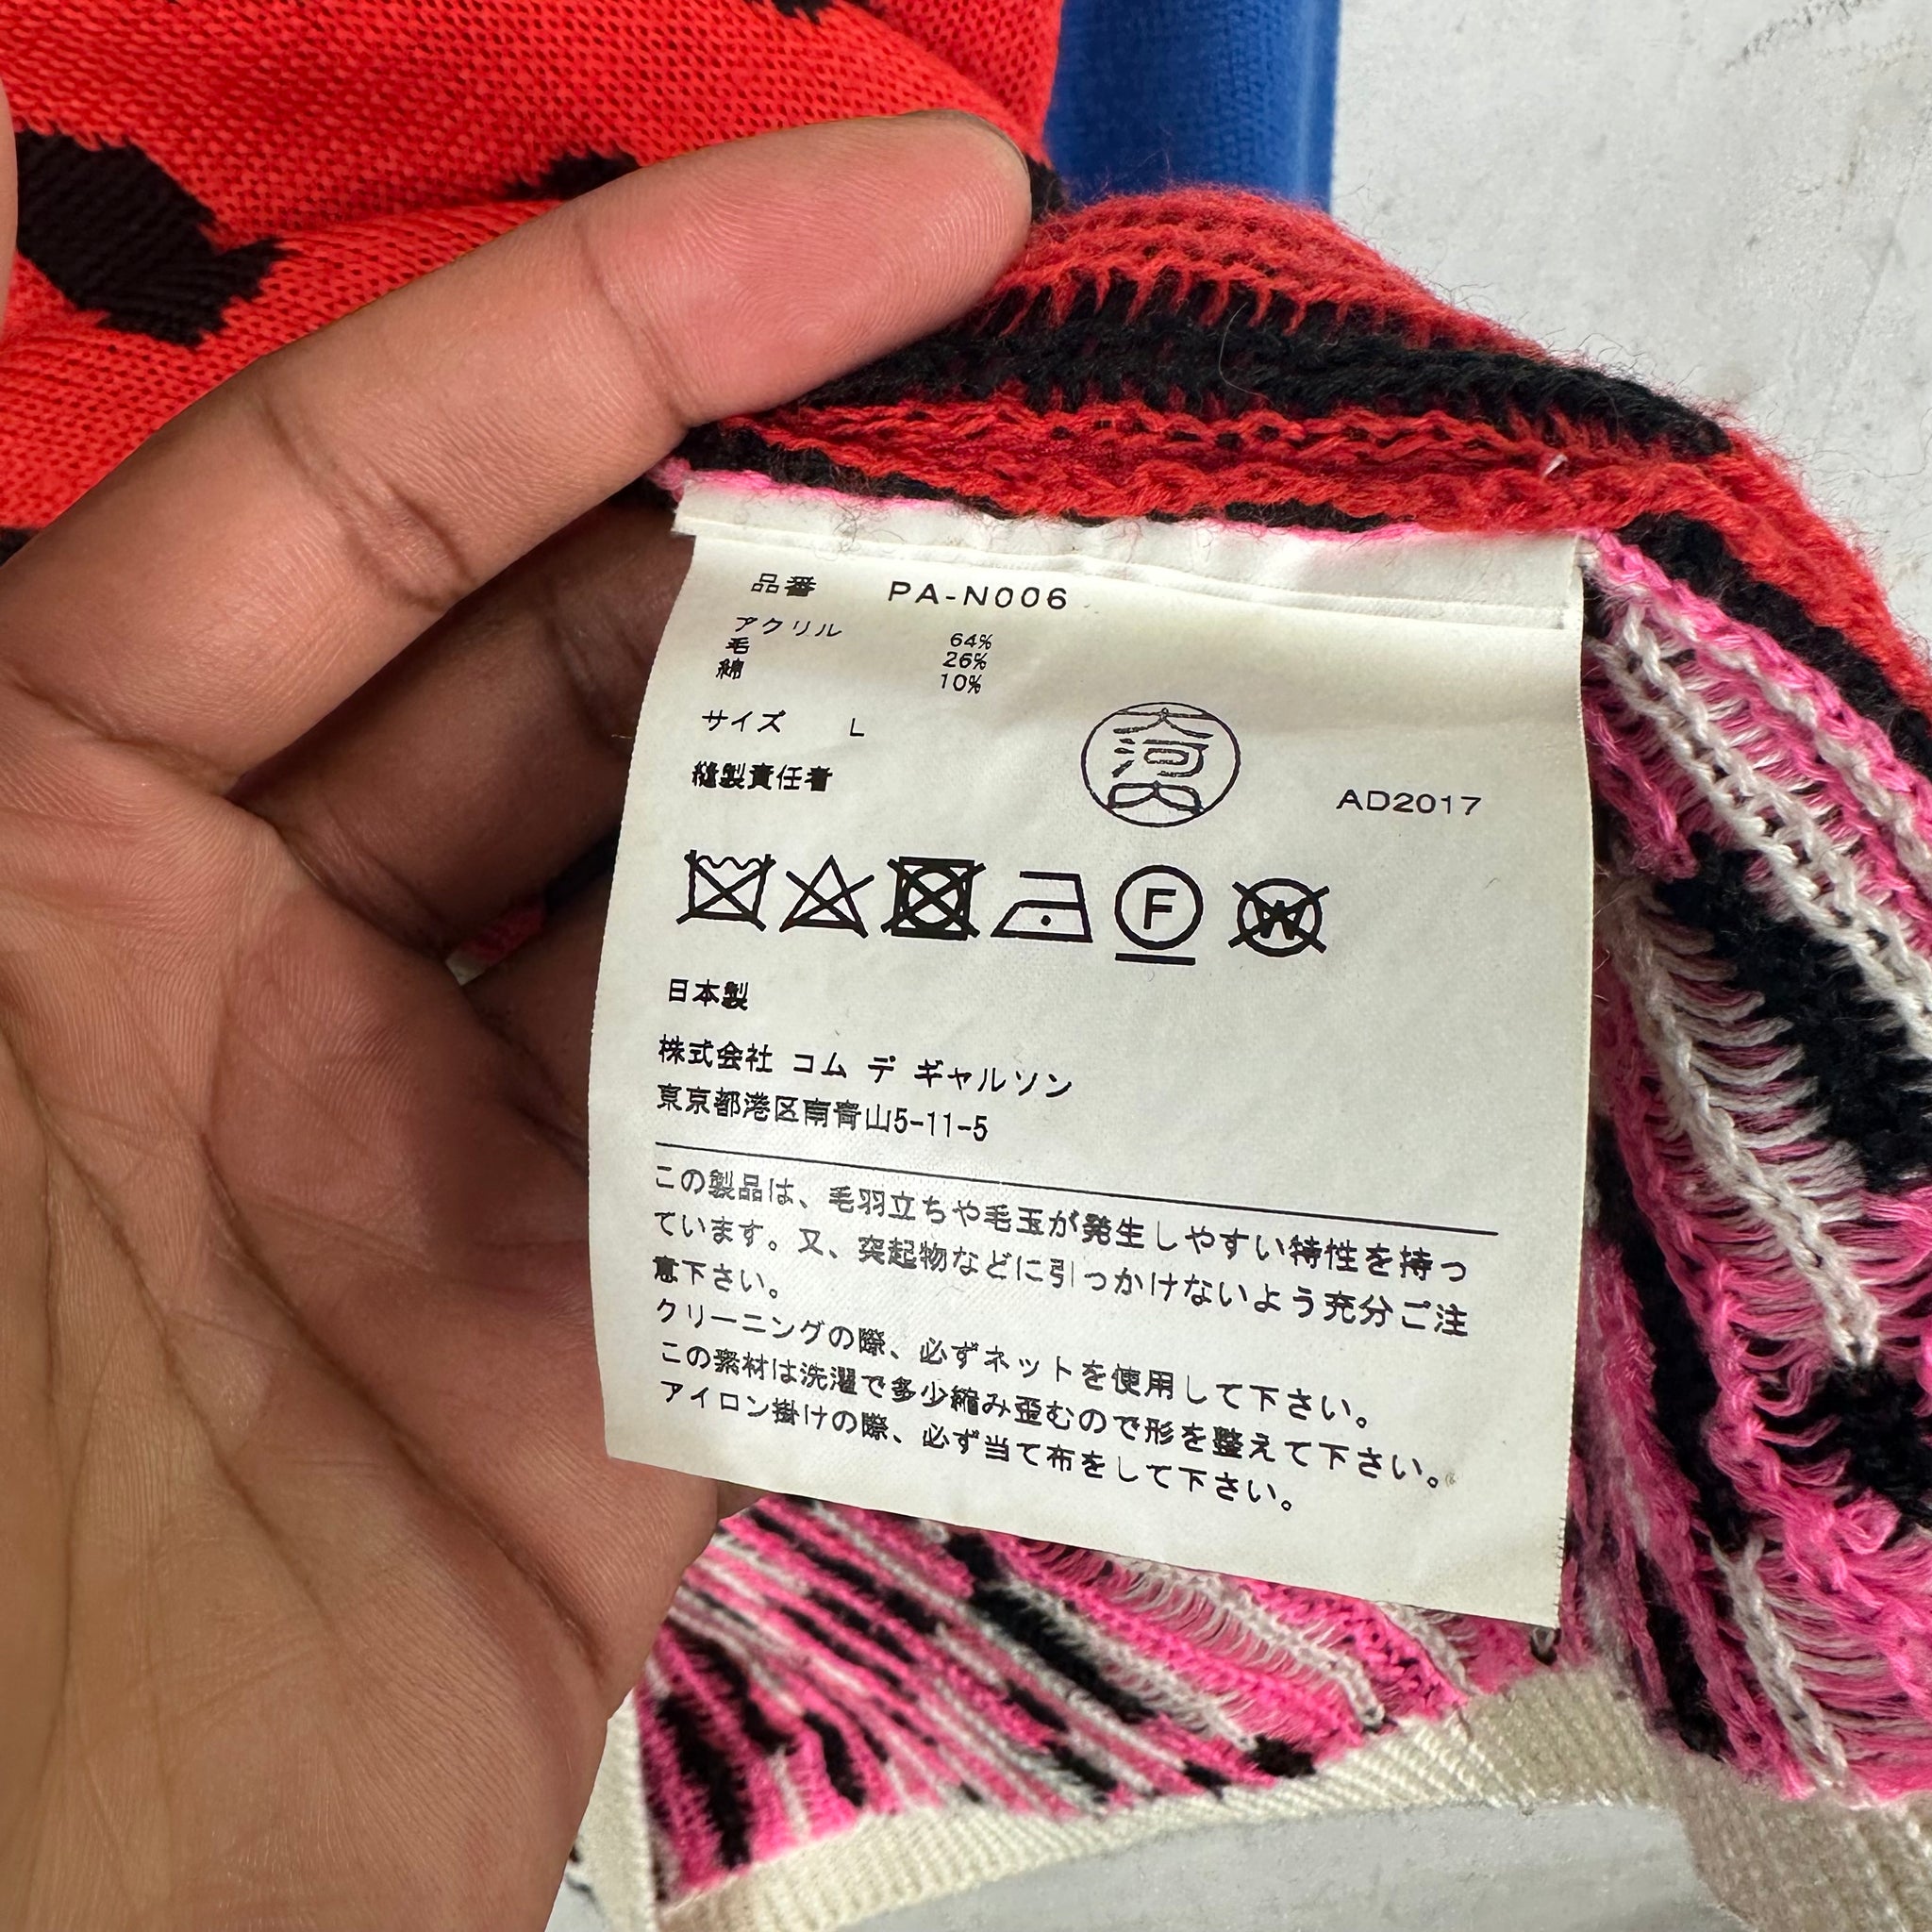 品番 PA-N006
アクリル 64%
毛 26%
綿 10%
サイズ L
縫製責任者 大河内 AD2017
F W
日本製
株式会社 コム デ ギャルソン
東京都港区南青山5-11-5
この製品は、毛羽立ちや毛玉が発生しやすい特性を持っ
ています。又、突起物などに引っかけないよう充分ご注
意下さい。
クリーニングの際、必ずネットを使用して下さい。
この素材は洗濯で多少縮み歪むので形を整えて下さい。
アイロン掛けの際、必ず当て布をして下さい。